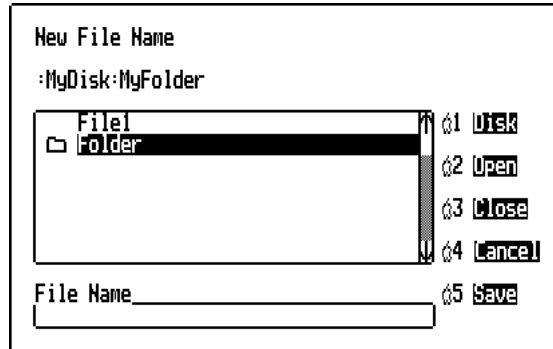 New File Name
:MyDisk:MyFolder
File1
Folder
1 Disk
2 Open
3 Close
4 Cancel
File Name
5 Save